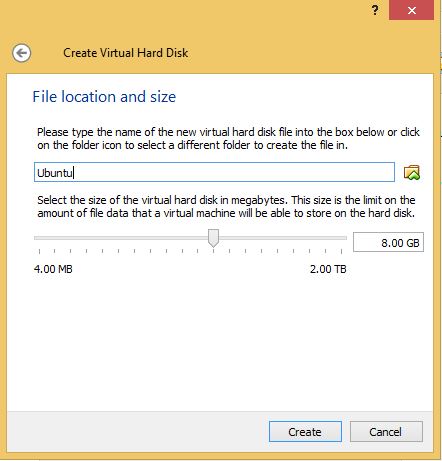 ?
Create Virtual Hard Disk
File location and size
Please type the name of the new virtual hard disk file into the box below or click
on the folder icon to select a different folder to create the file in.
Ubuntu
Select the size of the virtual hard disk in megabytes. This size is the limit on the
amount of file data that a virtual machine will be able to store on the hard disk.
8.00 GB
4.00 MB 2.00 TB
Create Cancel